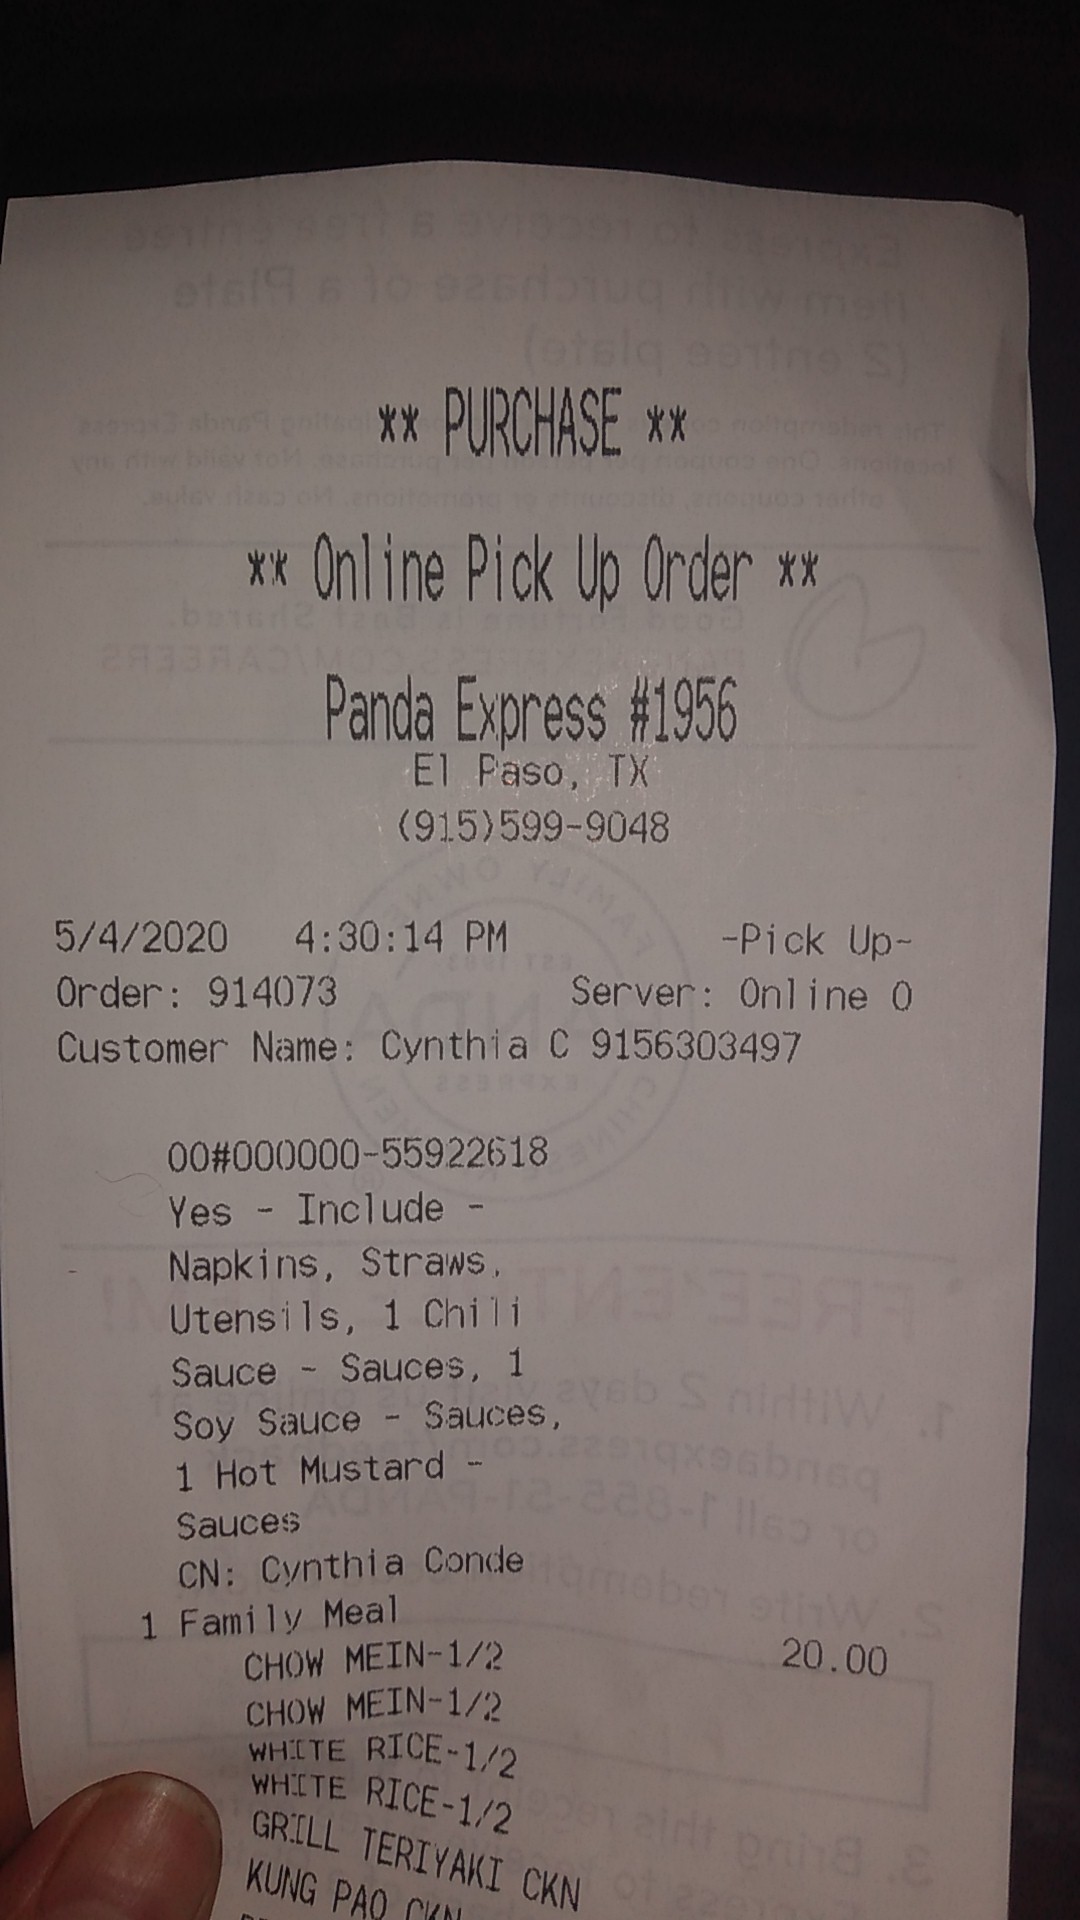 ** PURCHASE **
** Online Pick Up Order **
Panda Express #1956
El Paso, TX
(915)599-9048
5/4/2020 4:30:14 PM -Pick Up-
Order: 914073 Server: Online O
Customer Name: Cynthia C 9156303497
00#000000-55922618
Yes - Include -
Napkins, Straws,
Utensils, 1 Chili
Sauce - Sauces, 1
Soy Sauce - Sauces,
1 Hot Mustard -
Sauces
CN: Cynthia Conde
1 Family Meal 20.00
CHOW MEIN-1/2
CHOW MEIN-1/2
WHITE RICE-1/2
WHITE RICE-1/2
GRILL TERIYAKI CKN
KUNG PAO CKN